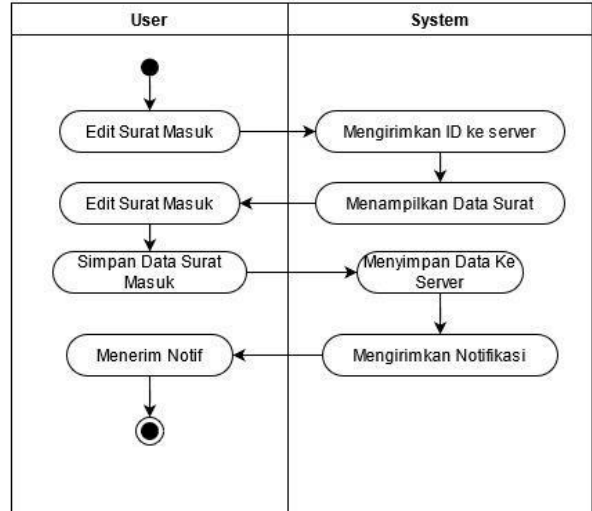 User
System
Edit Surat Masuk
Mengirimkan ID ke server
Edit Surat Masuk
Menampilkan Data Surat
Simpan Data Surat
Masuk
Menyimpan Data Ke
Server
Menerim Notif
Mengirimkan Notifikasi